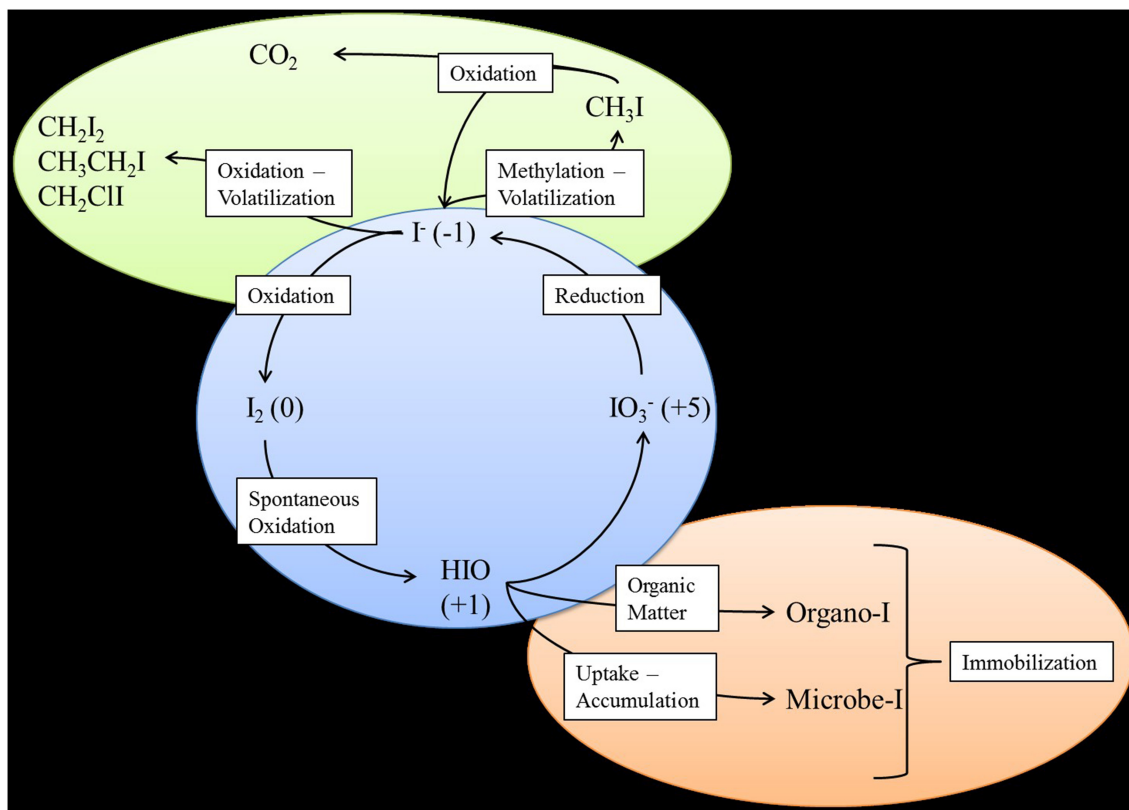 CO₂
Oxidation
CH₃I
CH₂I₂
CH₃CH₂I
CH₂ClI
Oxidation –
Volatilization
Methylation –
Volatilization
I⁻ (-1)
Oxidation
Reduction
I₂ (0)
IO₃⁻ (+5)
Spontaneous
Oxidation
HIO
(+1)
Organic
Matter
Organo-I
Immobilization
Uptake –
Accumulation
Microbe-I